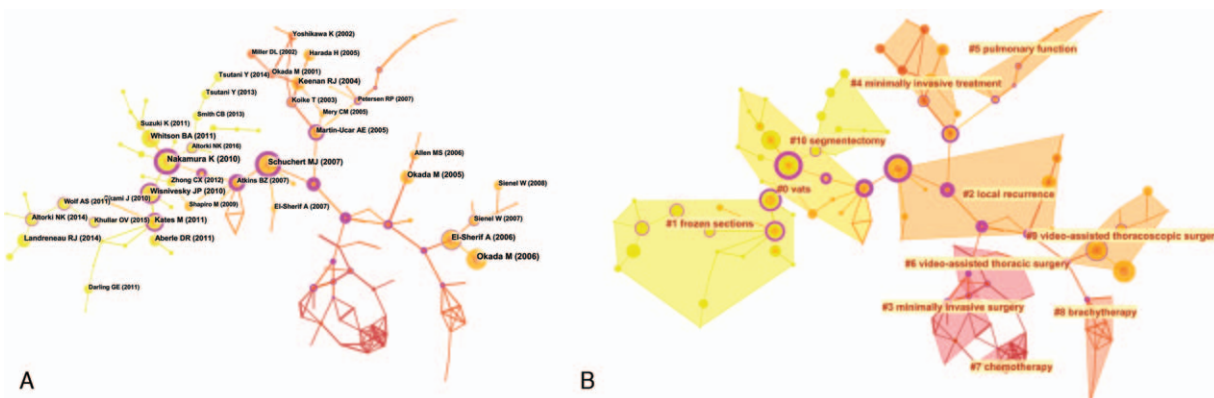 Yoshikawa K (2002)
Miller DL (2002)
Harada H (2005)
Okada M (2001)
Keenan RJ (2004)
Tsutani Y (2014)
Tsutani Y (2013)
Koike T (2003)
Petersen RP (2007)
Mery CM (2005)
Smith CB (2013)
Suzuki K (2011)
Martin-Ucar AE (2005)
Whitson BA (2011)
Altorki NK (2016)
Nakamura K (2010)
Schuchert MJ (2007)
Allen MS (2006)
Okada M (2005)
Zhong CX (2012)
Atkins BZ (2007)
Wisnivesky JP (2010)
Sienel W (2008)
Okami J (2010)
Wolf AS (2011)
Shapiro M (2009)
El-Sherif A (2007)
Altorki NK (2014)
Khullar OV (2015)
Kates M (2011)
Sienel W (2007)
Landreneau RJ (2014)
Aberle DR (2011)
El-Sherif A (2006)
Okada M (2006)
Darling GE (2011)
A
#5 pulmonary function
#4 minimally invasive treatment
#10 segmentectomy
#0 vats
#2 local recurrence
#1 frozen sections
#9 video-assisted thoracoscopic surger
#6 video-assisted thoracic surgery
#3 minimally invasive surgery
#8 brachytherapy
#7 chemotherapy
B